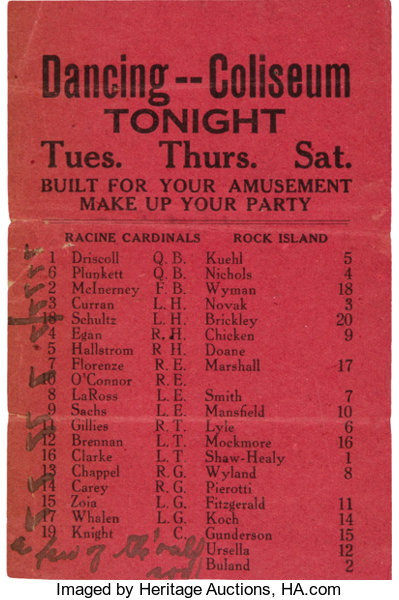 Dancing -- Coliseum
TONIGHT
Tues. Thurs. Sat.
BUILT FOR YOUR AMUSEMENT
MAKE UP YOUR PARTY
RACINE CARDINALS ROCK ISLAND
1 Driscoll Q. B. Kuehl 5
6 Plunkett Q. B. Nichols 4
2 McInerney F. B. Wyman 18
3 Curran L. H. Novak 3
18 Schultz L. H. Brickley 20
4 Egan R. H. Chicken 9
5 Hallstrom R H. Doane
7 Florenze R. E. Marshall 17
10 O'Connor R. E.
8 LaRoss L. E. Smith 7
9 Sachs L. E. Mansfield 10
11 Gillies R. T. Lyle 6
12 Brennan L. T. Mockmore 16
16 Clarke L. T. Shaw-Healy 1
13 Chappel R. G. Wyland 8
14 Carey R. G. Pierotti
15 Zoia L. G. Fitzgerald 11
17 Whalen L. G. Koch 14
19 Knight C. Gunderson 15
Ursella 12
Buland 2
a few of th
Imaged by Heritage Auctions, HA.com